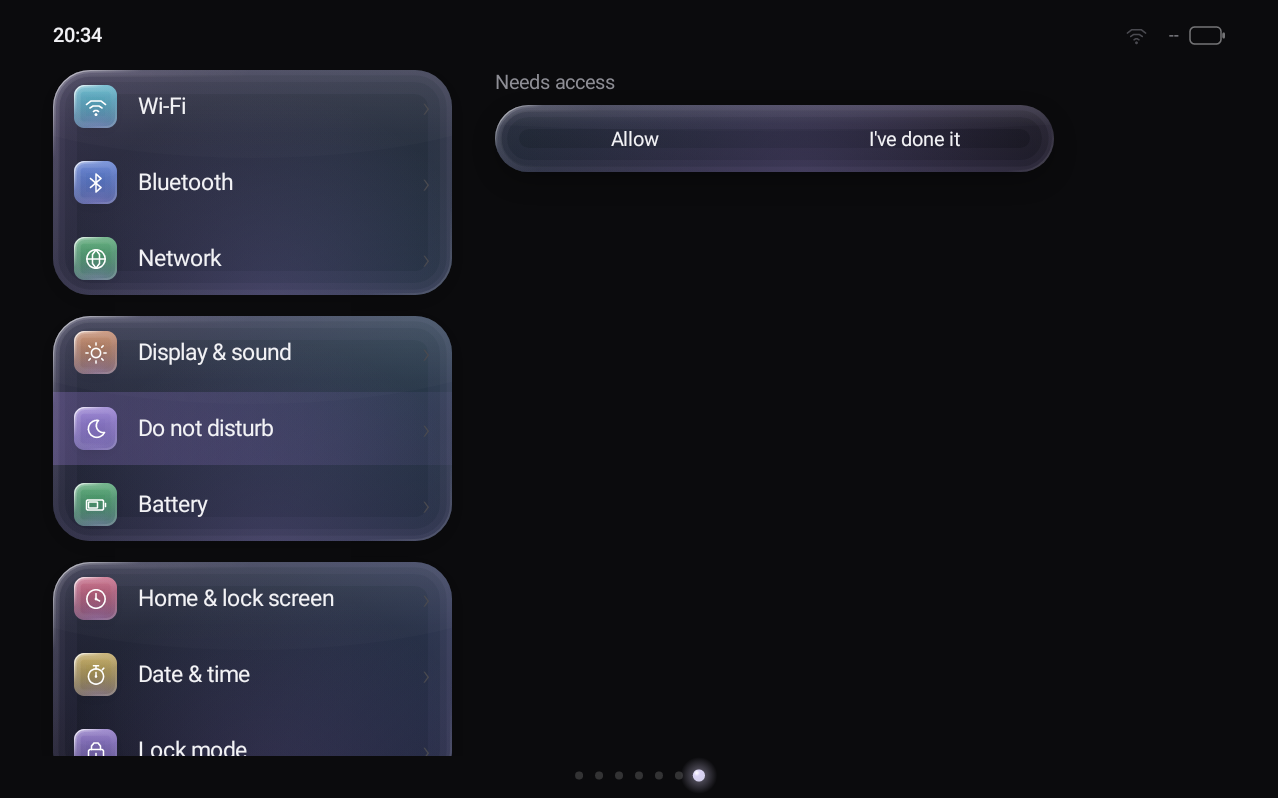 20:34
--
Wi-Fi
Bluetooth
Network
Display & sound
Do not disturb
Battery
Home & lock screen
Date & time
Lock mode
Needs access
Allow
I've done it